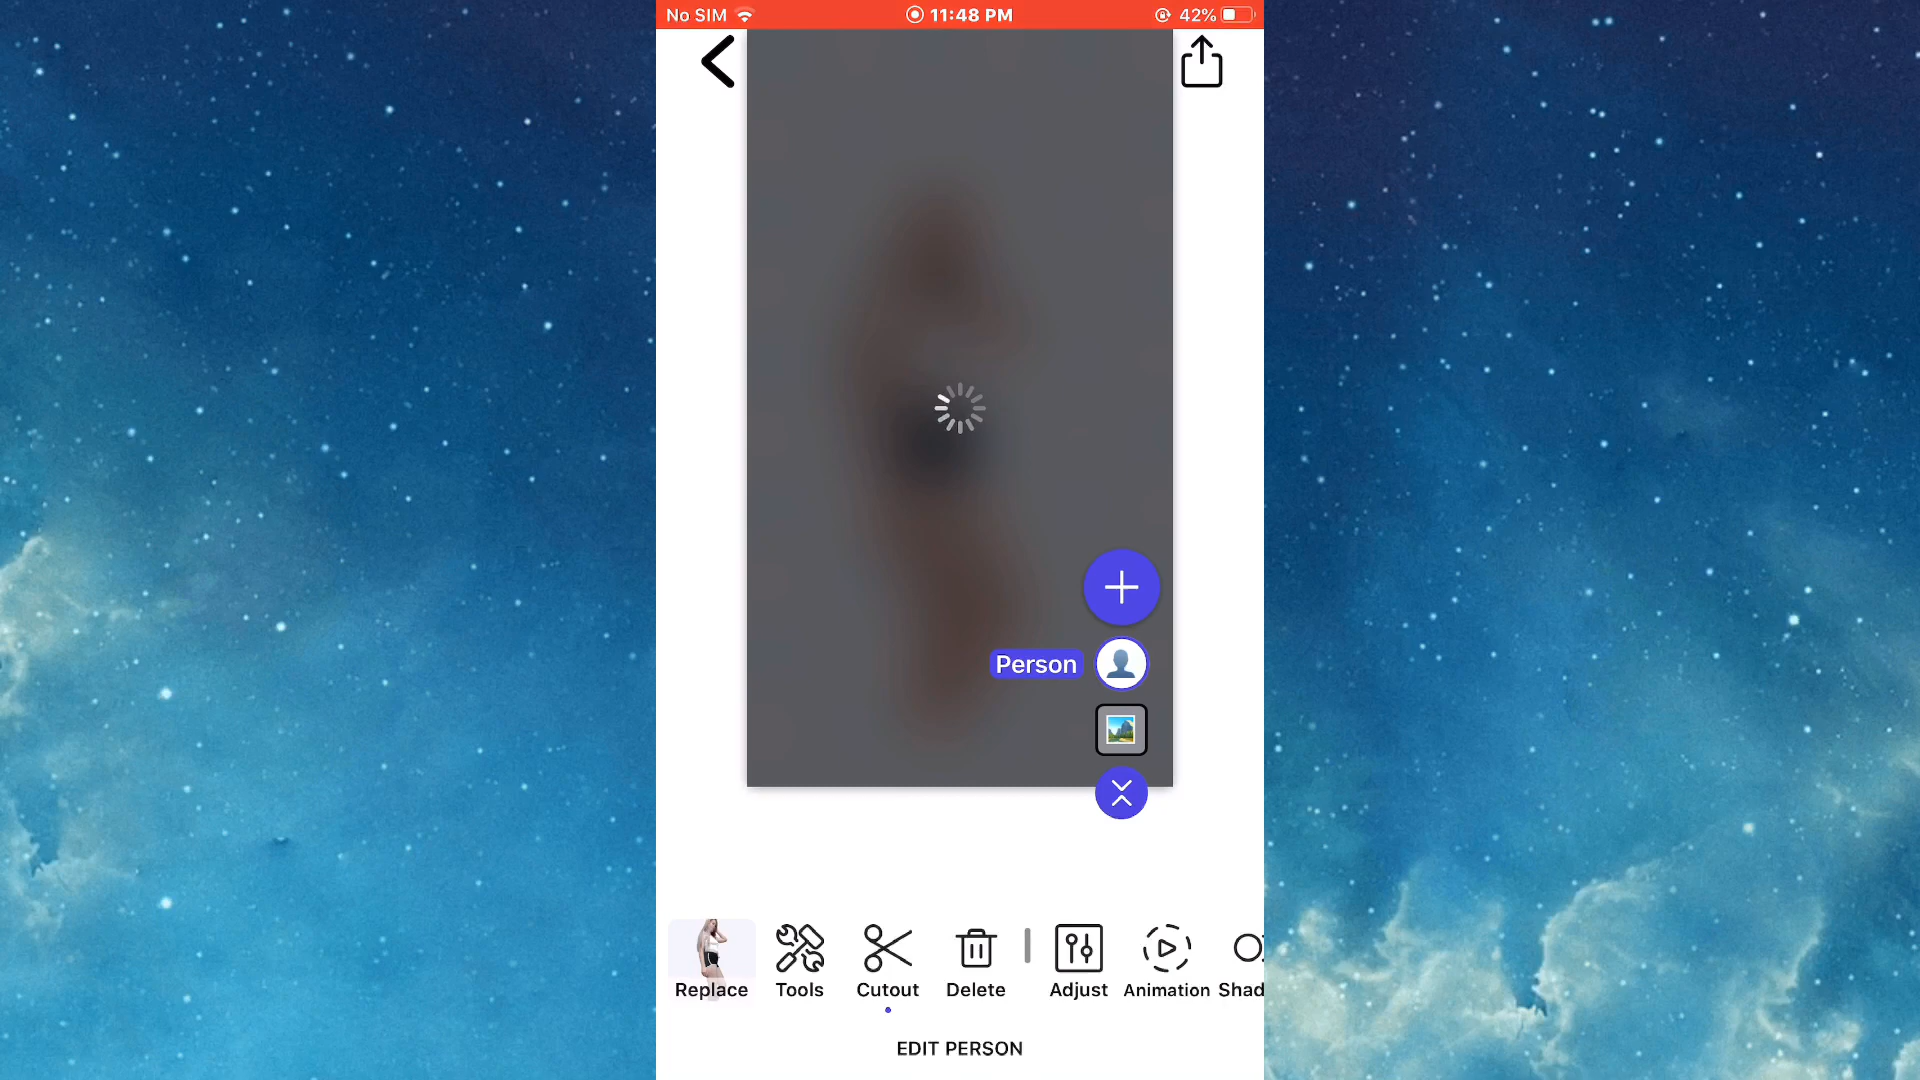 No SIM 11:48 PM 42%
Person
Replace Tools Cutout Delete Adjust Animation Shad
EDIT PERSON